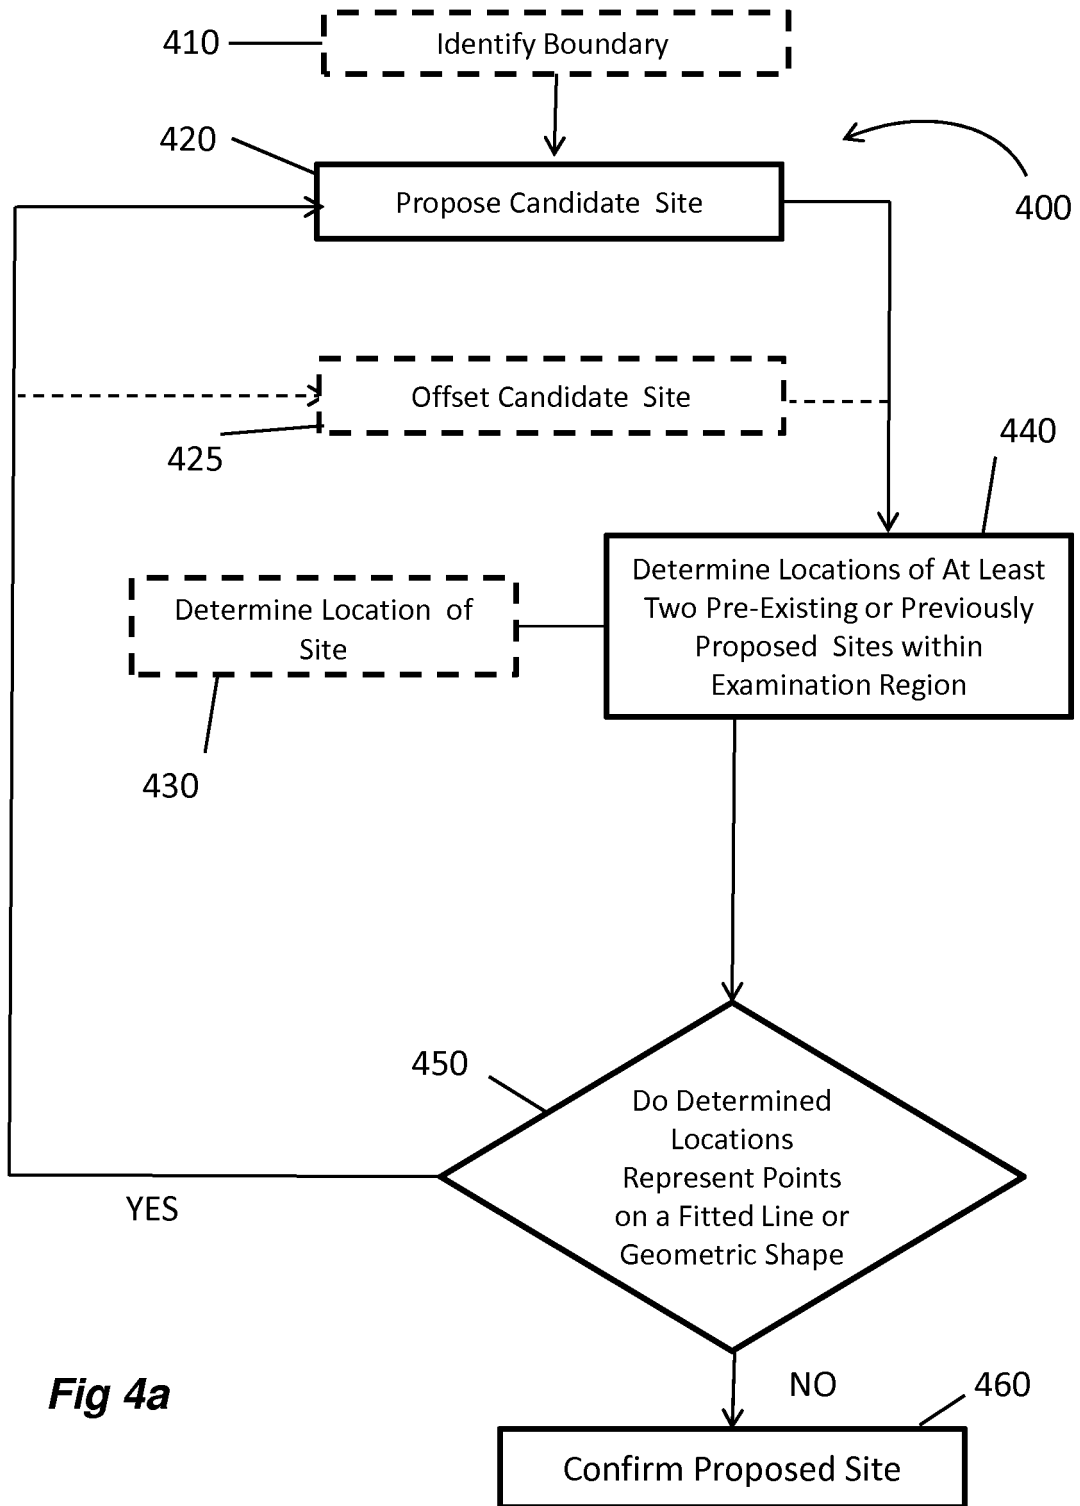 410
Identify Boundary
420
Propose Candidate Site
400
Offset Candidate Site
425
440
Determine Locations of At Least
Two Pre-Existing or Previously
Proposed Sites within
Examination Region
Determine Location of
Site
430
450
Do Determined
Locations
Represent Points
on a Fitted Line or
Geometric Shape
YES
NO
460
Confirm Proposed Site
Fig 4a